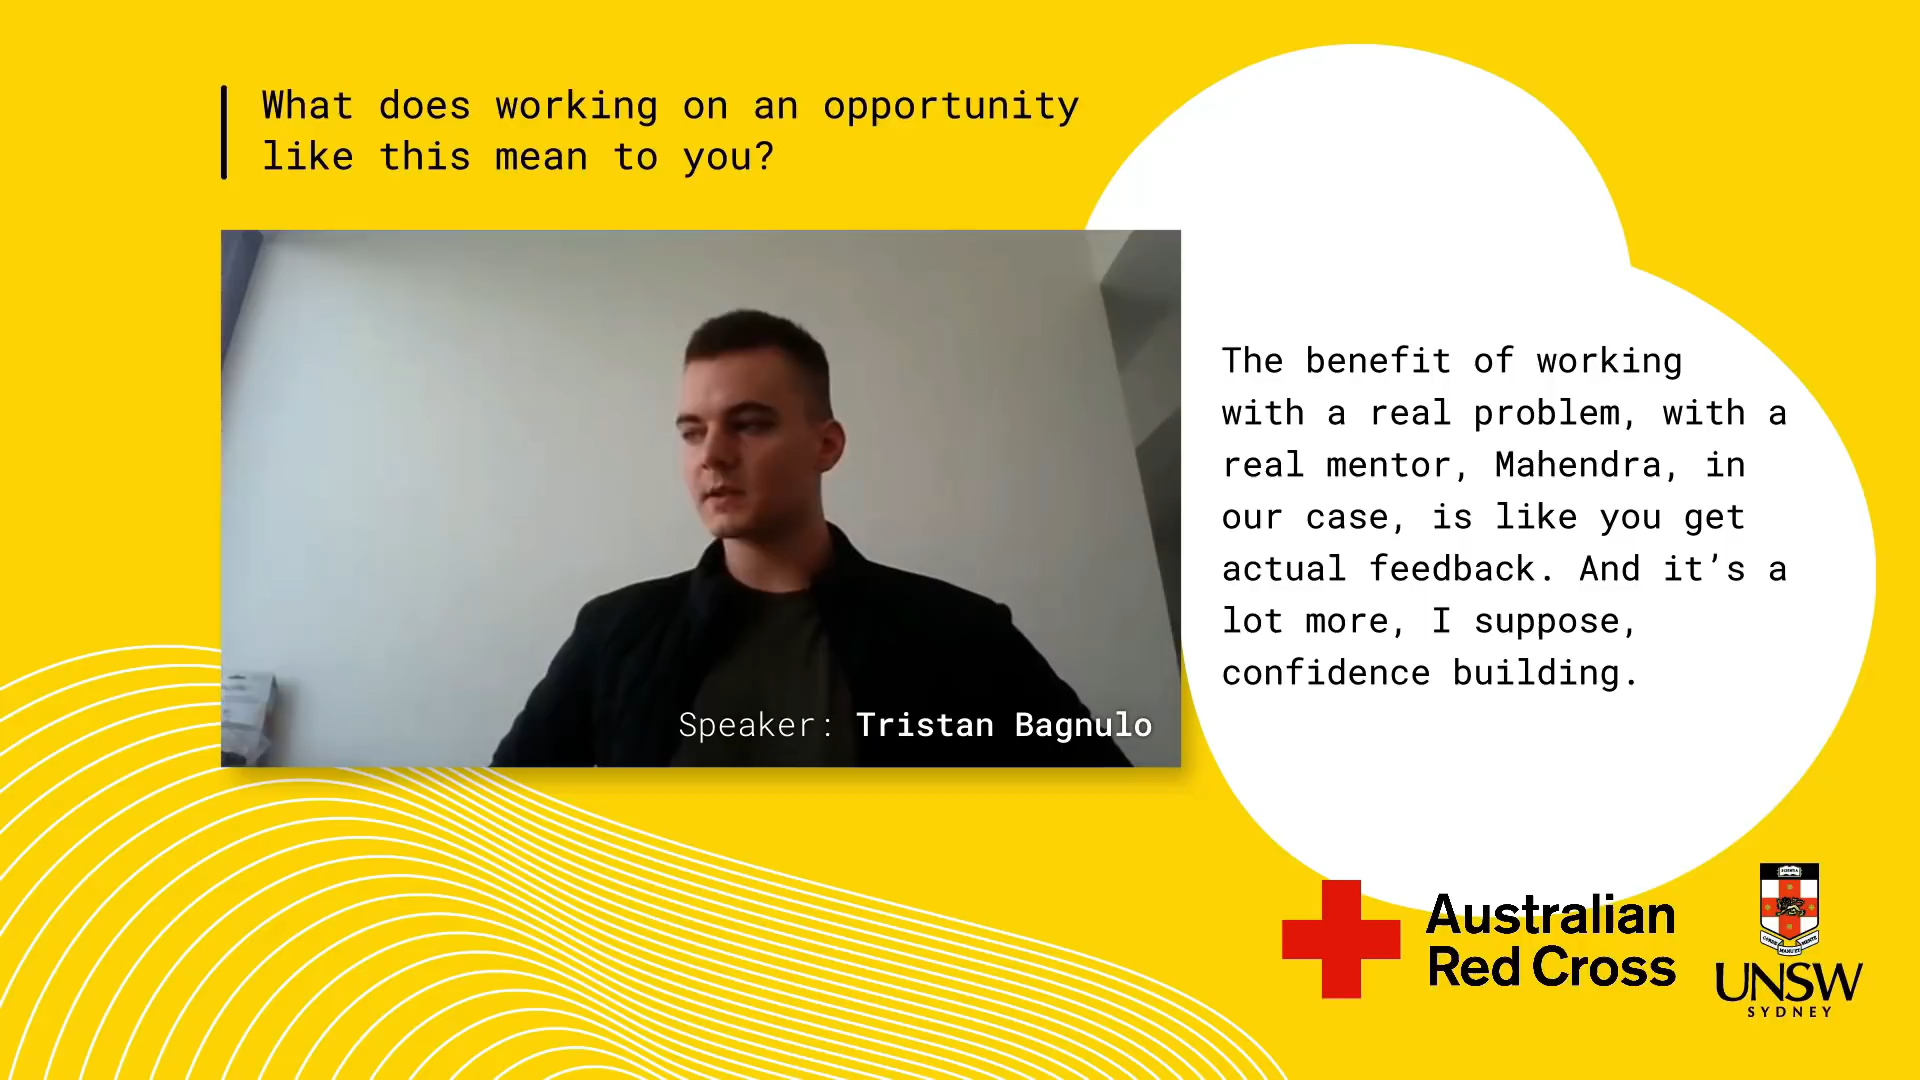 What does working on an opportunity
like this mean to you?
The benefit of working
with a real problem, with a
real mentor, Mahendra, in
our case, is like you get
actual feedback. And it’s a
lot more, I suppose,
confidence building.
Speaker: Tristan Bagnulo
Australian
Red Cross
UNSW
SYDNEY